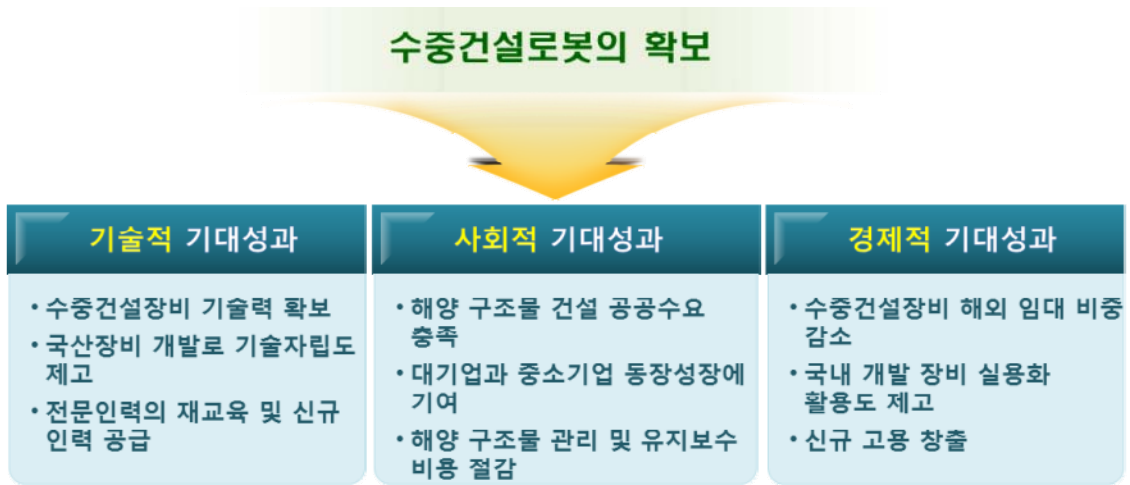 수중건설로봇의 확보
기술적 기대성과
• 수중건설장비 기술력 확보
• 국산장비 개발로 기술자립도
제고
• 전문인력의 재교육 및 신규
인력 공급
사회적 기대성과
• 해양 구조물 건설 공공수요
충족
• 대기업과 중소기업 동장성장에
기여
• 해양 구조물 관리 및 유지보수
비용 절감
경제적 기대성과
• 수중건설장비 해외 임대 비중
감소
• 국내 개발 장비 실용화
활용도 제고
• 신규 고용 창출